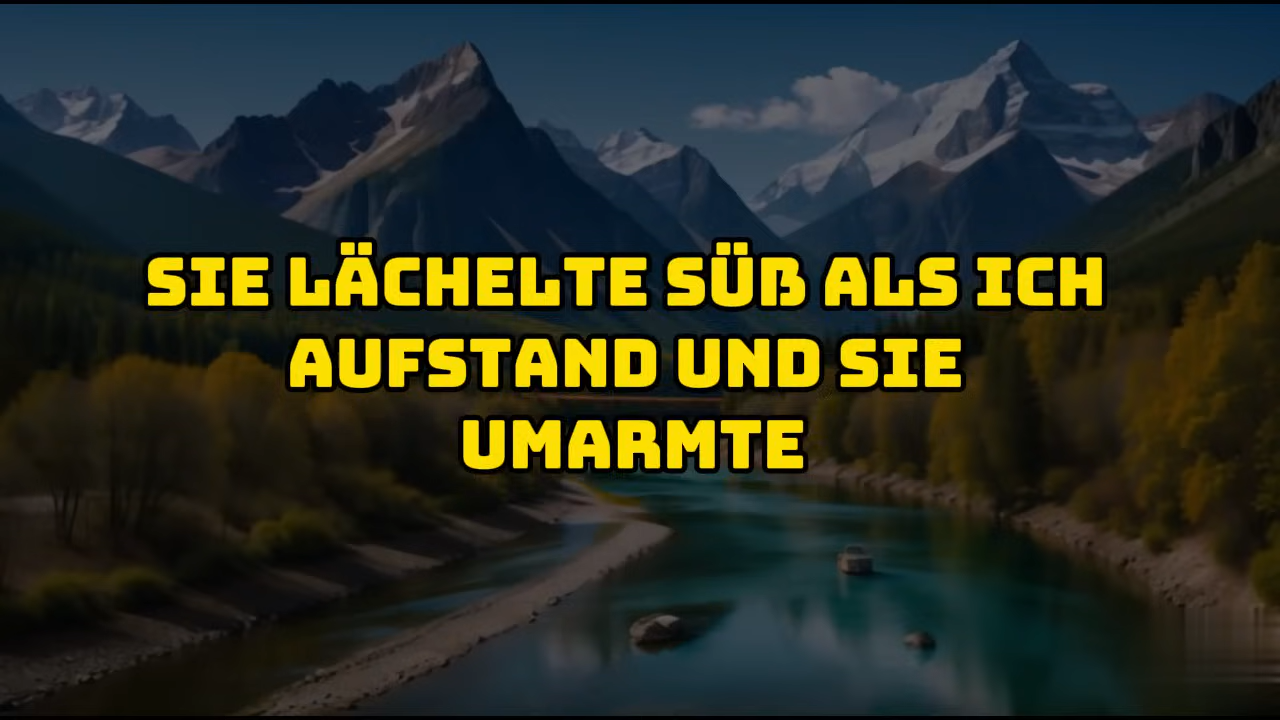 SIE LÄCHELTE SÜß ALS ICH
AUFSTAND UND SIE
UMARMTE